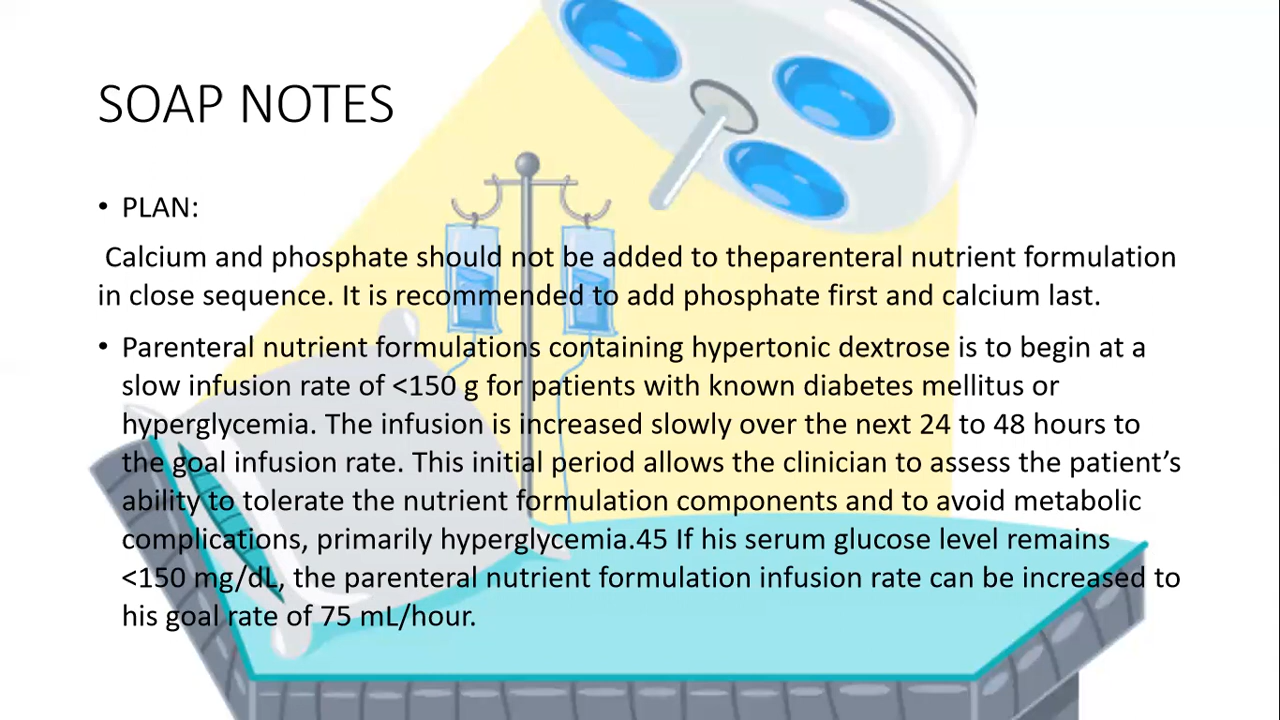 SOAP NOTES
• PLAN:
Calcium and phosphate should not be added to theparenteral nutrient formulation
in close sequence. It is recommended to add phosphate first and calcium last.
• Parenteral nutrient formulations containing hypertonic dextrose is to begin at a
slow infusion rate of <150 g for patients with known diabetes mellitus or
hyperglycemia. The infusion is increased slowly over the next 24 to 48 hours to
the goal infusion rate. This initial period allows the clinician to assess the patient’s
ability to tolerate the nutrient formulation components and to avoid metabolic
complications, primarily hyperglycemia.45 If his serum glucose level remains
<150 mg/dL, the parenteral nutrient formulation infusion rate can be increased to
his goal rate of 75 mL/hour.